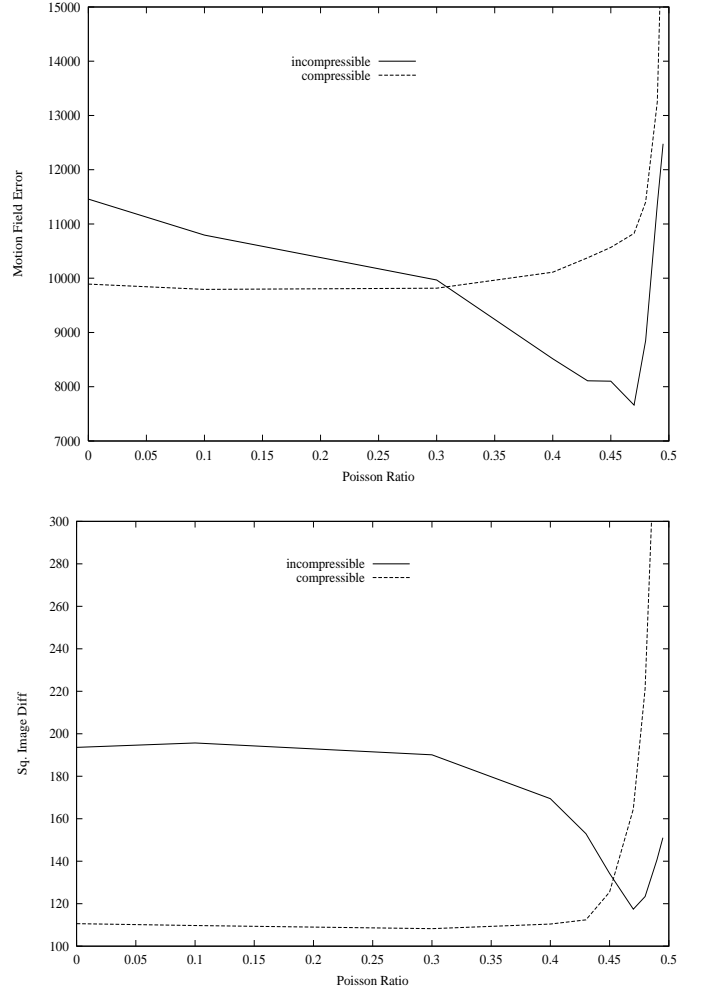 15000
14000
13000
12000
11000
10000
9000
8000
7000
Motion Field Error
incompressible
compressible
0 0.05 0.1 0.15 0.2 0.25 0.3 0.35 0.4 0.45 0.5
Poisson Ratio
300
280
260
240
220
200
180
160
140
120
100
Sq. Image Diff
incompressible
compressible
0 0.05 0.1 0.15 0.2 0.25 0.3 0.35 0.4 0.45 0.5
Poisson Ratio